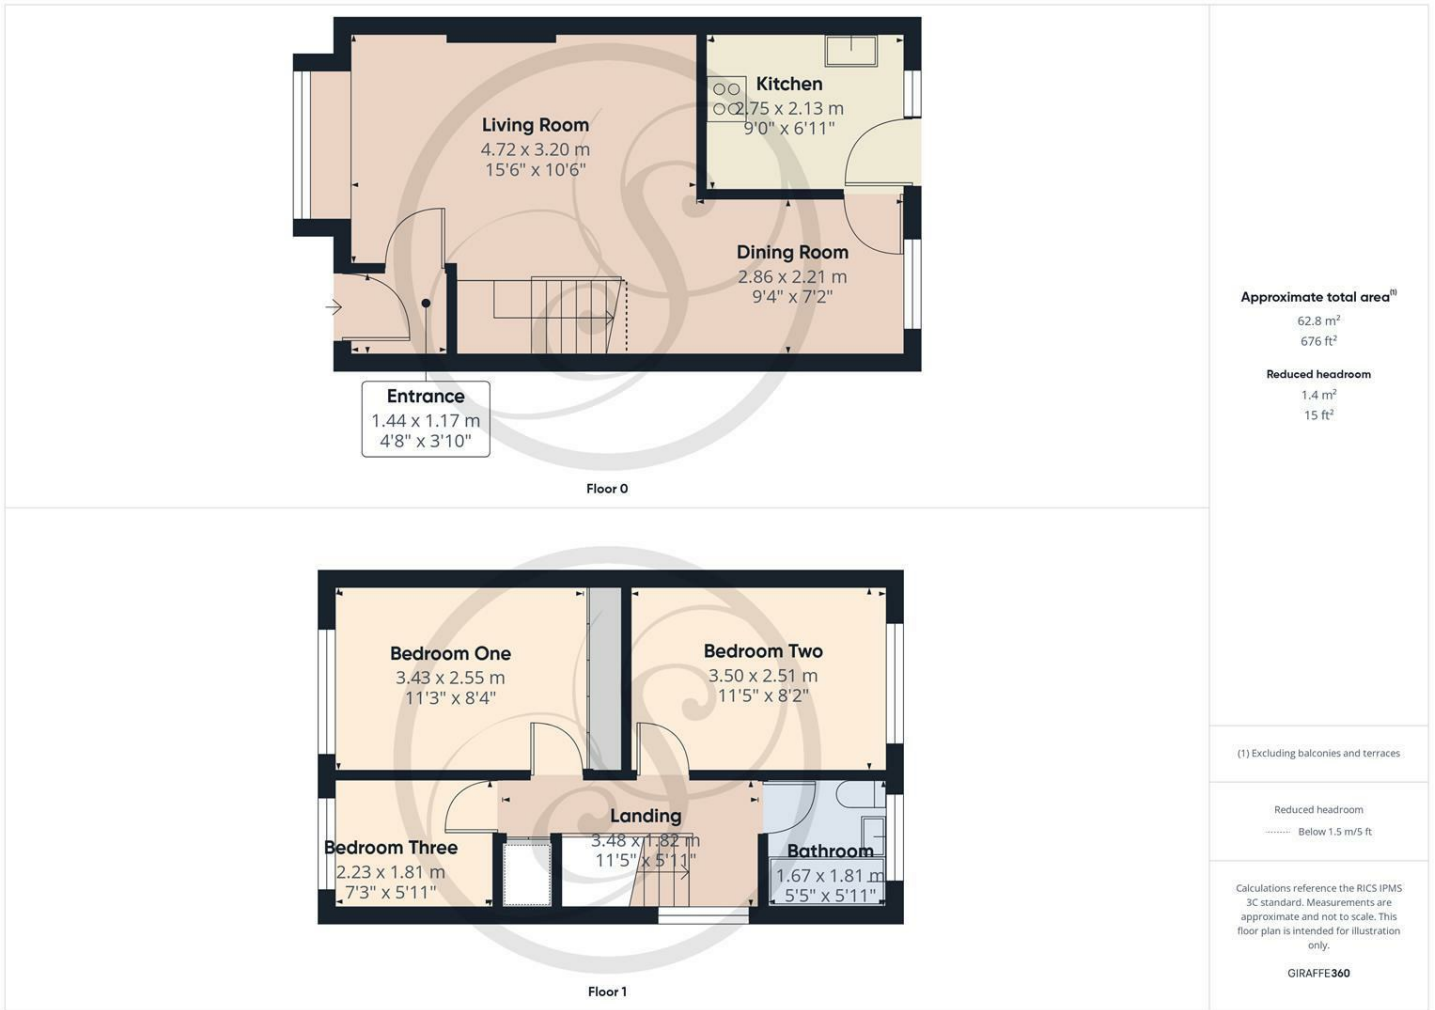 Living Room
4.72 x 3.20 m
15'6" x 10'6"
Kitchen
2.75 x 2.13 m
9'0" x 6'11"
Dining Room
2.86 x 2.21 m
9'4" x 7'2"
Entrance
1.44 x 1.17 m
4'8" x 3'10"
Floor 0
Bedroom One
3.43 x 2.55 m
11'3" x 8'4"
Bedroom Two
3.50 x 2.51 m
11'5" x 8'2"
Landing
3.48 x 1.82 m
11'5" x 5'11"
Bedroom Three
2.23 x 1.81 m
7'3" x 5'11"
Bathroom
1.67 x 1.81 m
5'5" x 5'11"
Floor 1
Approximate total area(1)
62.8 m²
676 ft²
Reduced headroom
1.4 m²
15 ft²
(1) Excluding balconies and terraces
Reduced headroom
Below 1.5 m/5 ft
Calculations reference the RICS IPMS
3C standard. Measurements are
approximate and not to scale. This
floor plan is intended for illustration
only.
GIRAFFE360